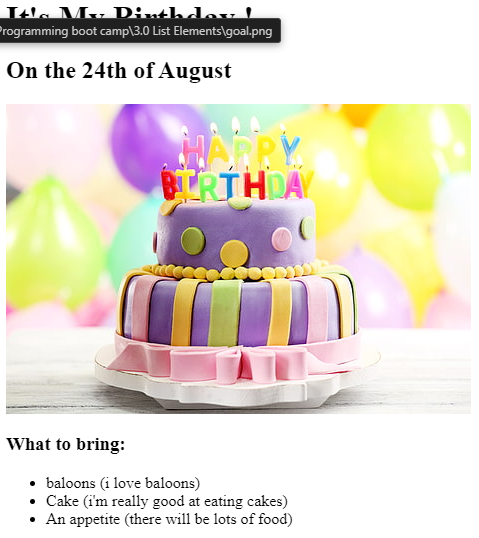 It's My Birthday !
Programming boot camp\3.0 List Elements\goal.png
On the 24th of August
HAPPY
BIRTHDAY
What to bring:
baloons (i love baloons)
Cake (i'm really good at eating cakes)
An appetite (there will be lots of food)